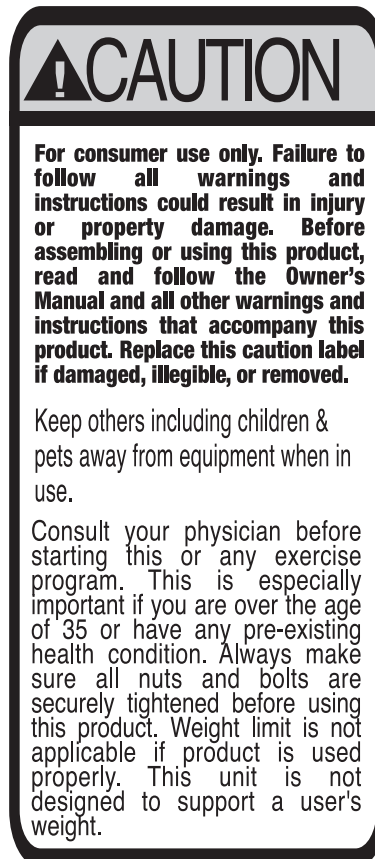 CAUTION
For consumer use only. Failure to
follow all warnings and
instructions could result in injury
or property damage. Before
assembling or using this product,
read and follow the Owner's
Manual and all other warnings and
instructions that accompany this
product. Replace this caution label
if damaged, illegible, or removed.
Keep others including children &
pets away from equipment when in
use.
Consult your physician before
starting this or any exercise
program. This is especially
important if you are over the age
of 35 or have any pre-existing
health condition. Always make
sure all nuts and bolts are
securely tightened before using
this product. Weight limit is not
applicable if product is used
properly. This unit is not
designed to support a user's
weight.